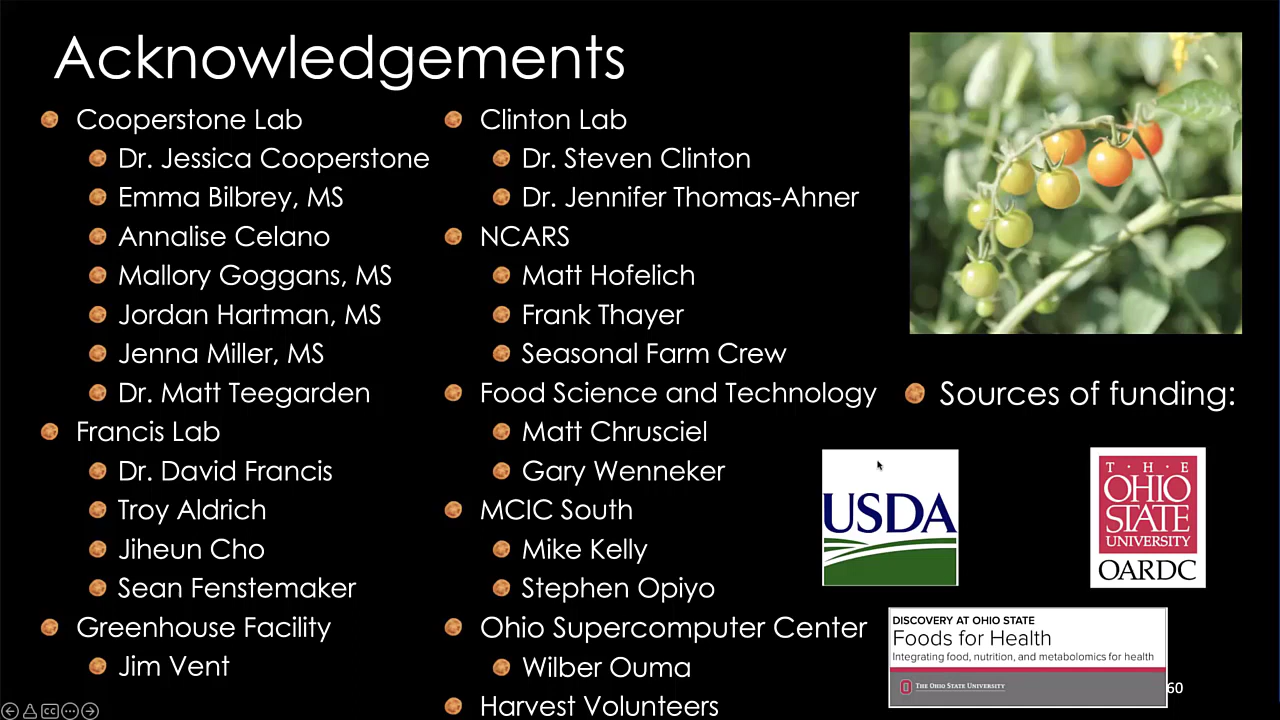 Acknowledgements
Cooperstone Lab
Dr. Jessica Cooperstone
Emma Bilbrey, MS
Annalise Celano
Mallory Goggans, MS
Jordan Hartman, MS
Jenna Miller, MS
Dr. Matt Teegarden
Francis Lab
Dr. David Francis
Troy Aldrich
Jiheun Cho
Sean Fenstemaker
Greenhouse Facility
Jim Vent
Clinton Lab
Dr. Steven Clinton
Dr. Jennifer Thomas-Ahner
NCARS
Matt Hofelich
Frank Thayer
Seasonal Farm Crew
Food Science and Technology
Matt Chrusciel
Gary Wenneker
MCIC South
Mike Kelly
Stephen Opiyo
Ohio Supercomputer Center
Wilber Ouma
Harvest Volunteers
Sources of funding:
USDA
T·H·E
OHIO
STATE
UNIVERSITY
OARDC
DISCOVERY AT OHIO STATE
Foods for Health
Integrating food, nutrition, and metabolomics for health
THE OHIO STATE UNIVERSITY
60
CC